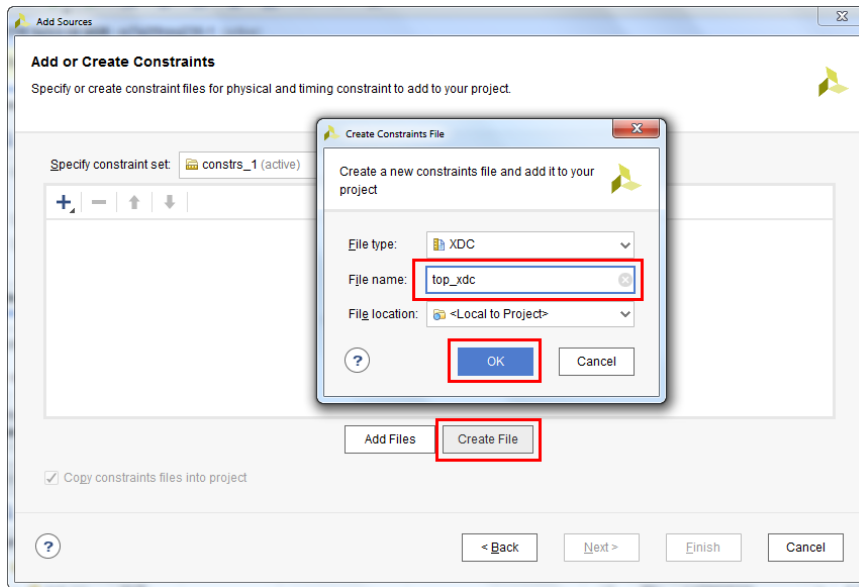 Add Sources
Add or Create Constraints
Specify or create constraint files for physical and timing constraint to add to your project.
Create Constraints File
Create a new constraints file and add it to your
project
Specify constraint set: constrs_1 (active)
File type: XDC
File name: top_xdc
File location: <Local to Project>
? OK Cancel
Add Files Create File
Copy constraints files into project
? < Back Next > Finish Cancel